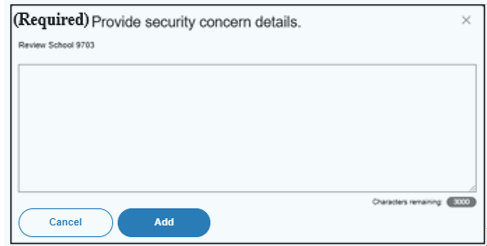 (Required) Provide security concern details.
Review School 9703
Characters remaining: 3000
Cancel
Add